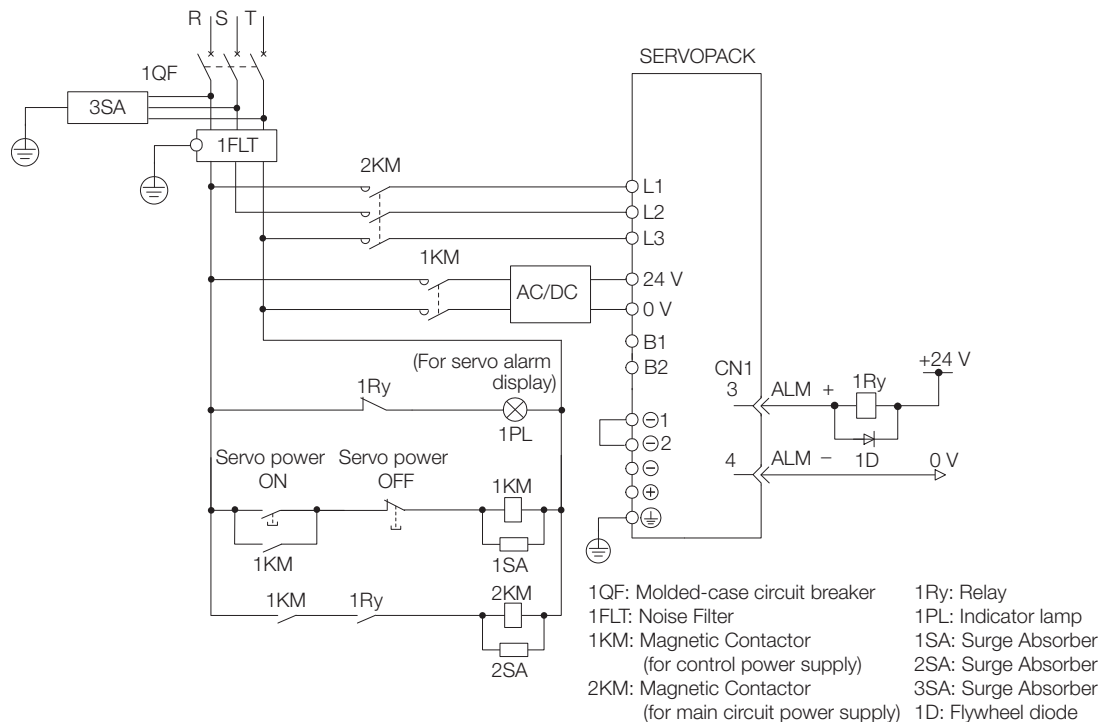 R S T
SERVOPACK
1QF
3SA
1FLT
2KM
L1
L2
L3
1KM
24 V
AC/DC
0 V
B1
B2
(For servo alarm
display)
CN1
+24 V
1Ry
3 ALM + 1Ry
1PL
⊖1
⊖2
4 ALM − 1D 0 V
⊖
⊕
Servo power
ON
Servo power
OFF
1KM
1KM
1SA
1KM 1Ry 2KM
2SA
1QF: Molded-case circuit breaker
1FLT: Noise Filter
1KM: Magnetic Contactor
(for control power supply)
2KM: Magnetic Contactor
(for main circuit power supply)
1Ry: Relay
1PL: Indicator lamp
1SA: Surge Absorber
2SA: Surge Absorber
3SA: Surge Absorber
1D: Flywheel diode